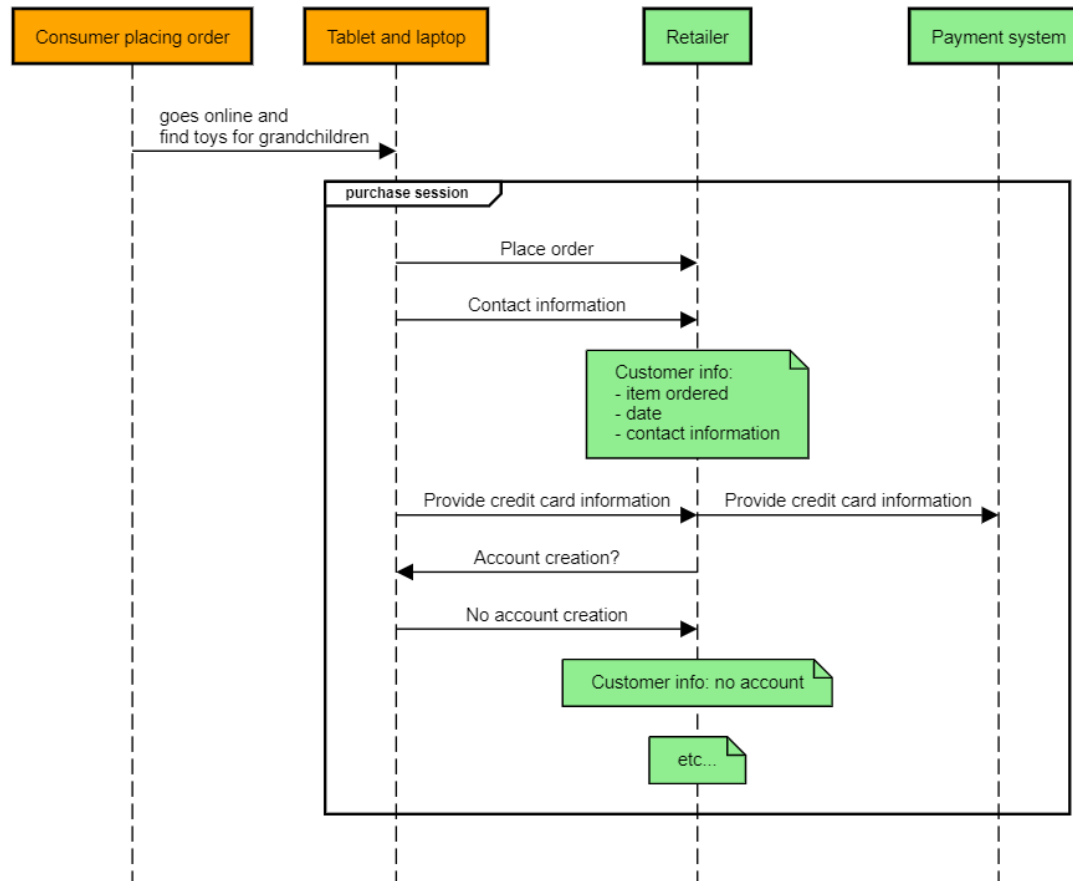 Consumer placing order
Tablet and laptop
Retailer
Payment system
goes online and
find toys for grandchildren
purchase session
Place order
Contact information
Customer info:
- item ordered
- date
- contact information
Provide credit card information
Provide credit card information
Account creation?
No account creation
Customer info: no account
etc...